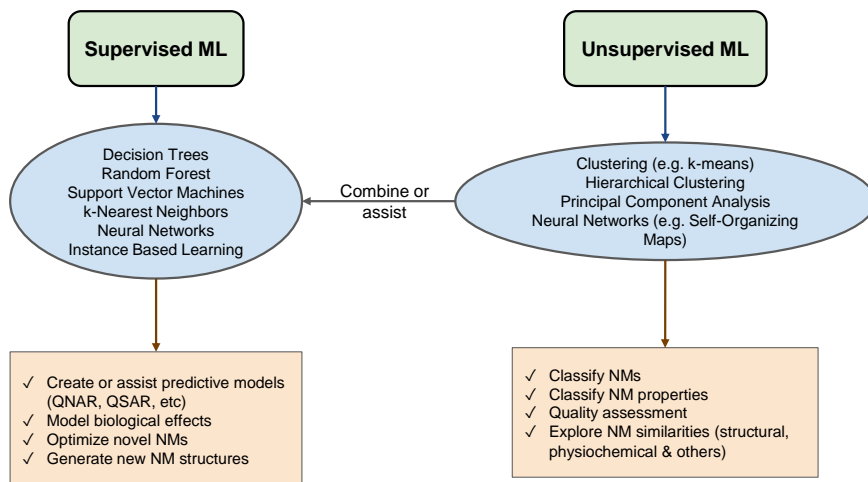 Supervised ML
Unsupervised ML
Decision Trees
Random Forest
Support Vector Machines
k-Nearest Neighbors
Neural Networks
Instance Based Learning
Combine or
assist
Clustering (e.g. k-means)
Hierarchical Clustering
Principal Component Analysis
Neural Networks (e.g. Self-Organizing
Maps)
✓ Create or assist predictive models
(QNAR, QSAR, etc)
✓ Model biological effects
✓ Optimize novel NMs
✓ Generate new NM structures
✓ Classify NMs
✓ Classify NM properties
✓ Quality assessment
✓ Explore NM similarities (structural,
physiochemical & others)